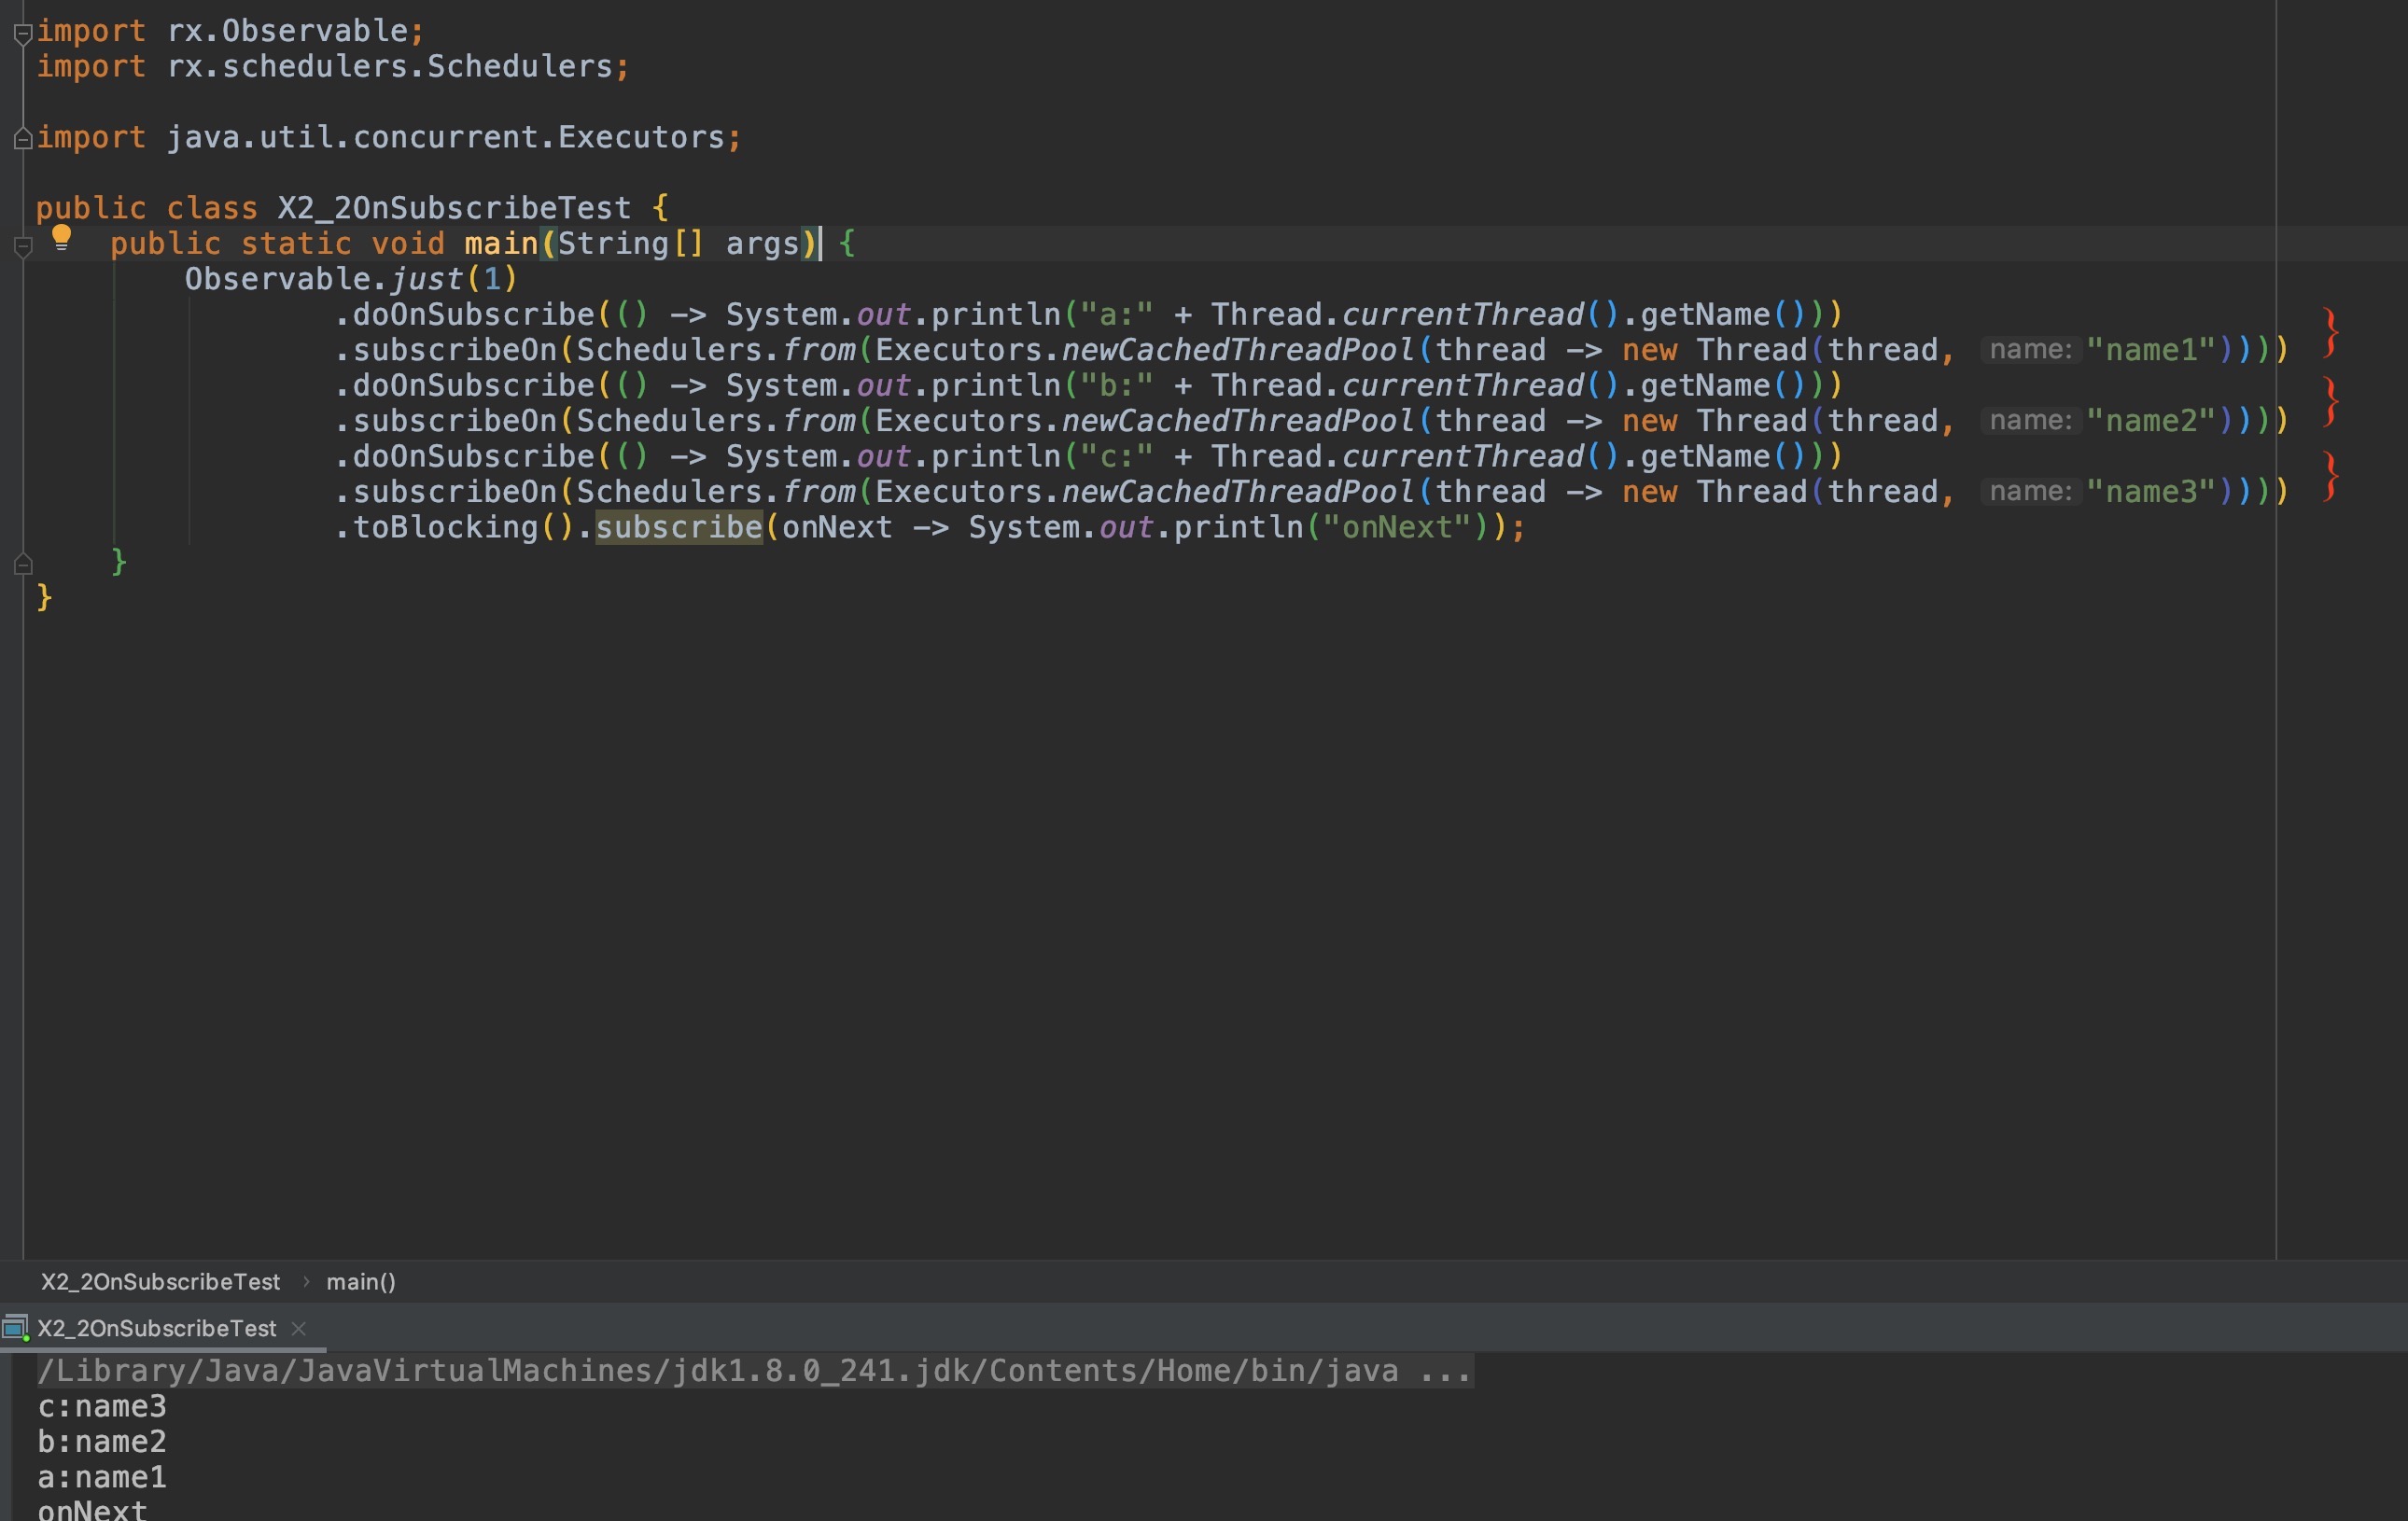 import rx.Observable;
import rx.schedulers.Schedulers;
import java.util.concurrent.Executors;
public class X2_2OnSubscribeTest {
public static void main(String[] args) {
Observable.just(1)
.doOnSubscribe(() -> System.out.println("a:" + Thread.currentThread().getName()))
.subscribeOn(Schedulers.from(Executors.newCachedThreadPool(thread -> new Thread(thread, name: "name1"))))
.doOnSubscribe(() -> System.out.println("b:" + Thread.currentThread().getName()))
.subscribeOn(Schedulers.from(Executors.newCachedThreadPool(thread -> new Thread(thread, name: "name2"))))
.doOnSubscribe(() -> System.out.println("c:" + Thread.currentThread().getName()))
.subscribeOn(Schedulers.from(Executors.newCachedThreadPool(thread -> new Thread(thread, name: "name3"))))
.toBlocking().subscribe(onNext -> System.out.println("onNext"));
}
}
X2_2OnSubscribeTest › main()
X2_2OnSubscribeTest ×
/Library/Java/JavaVirtualMachines/jdk1.8.0_241.jdk/Contents/Home/bin/java ...
c:name3
b:name2
a:name1
onNext